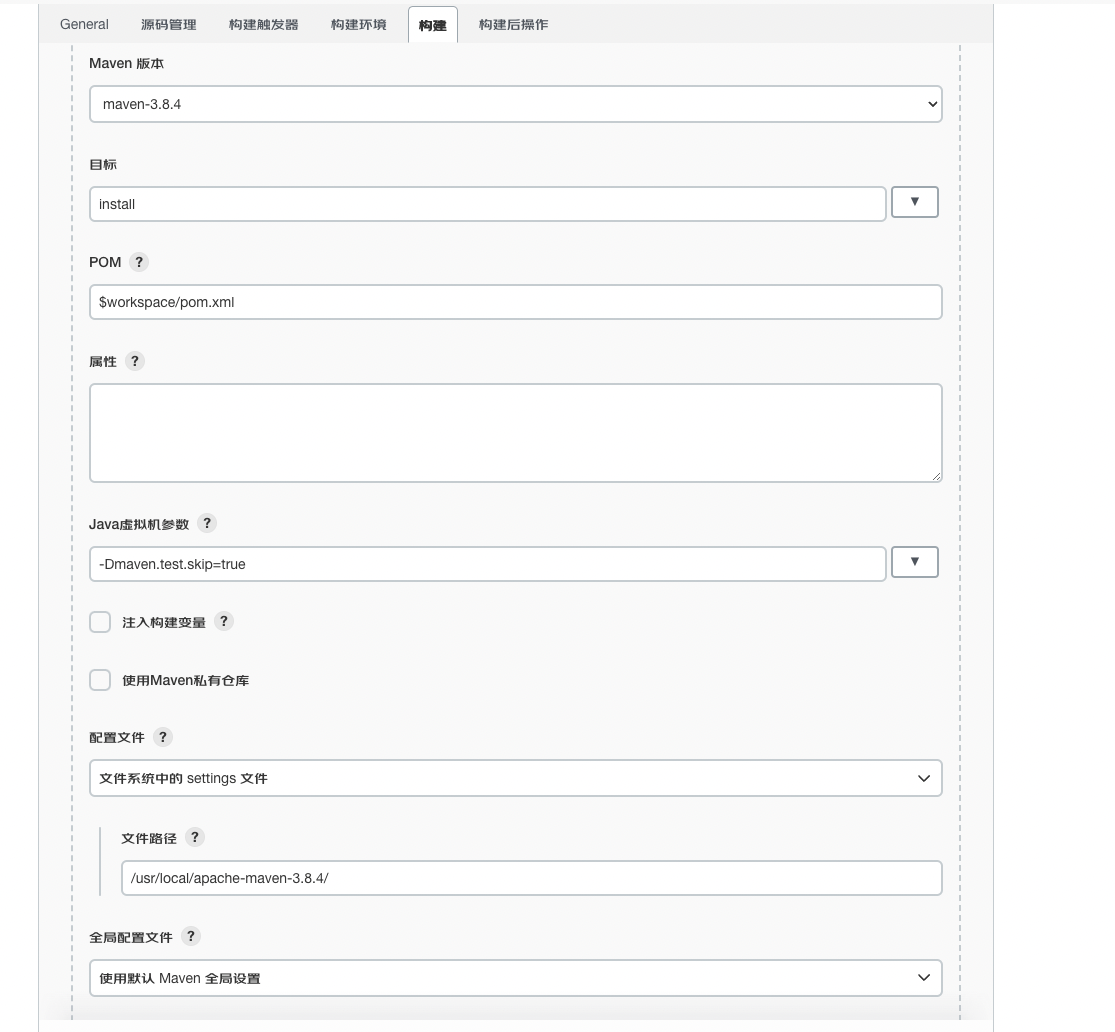 General 源码管理 构建触发器 构建环境 构建 构建后操作
Maven 版本
maven-3.8.4
目标
install
▼
POM ?
$workspace/pom.xml
属性 ?
Java虚拟机参数 ?
-Dmaven.test.skip=true
▼
注入构建变量 ?
使用Maven私有仓库
配置文件 ?
文件系统中的 settings 文件
文件路径 ?
/usr/local/apache-maven-3.8.4/
全局配置文件 ?
使用默认 Maven 全局设置